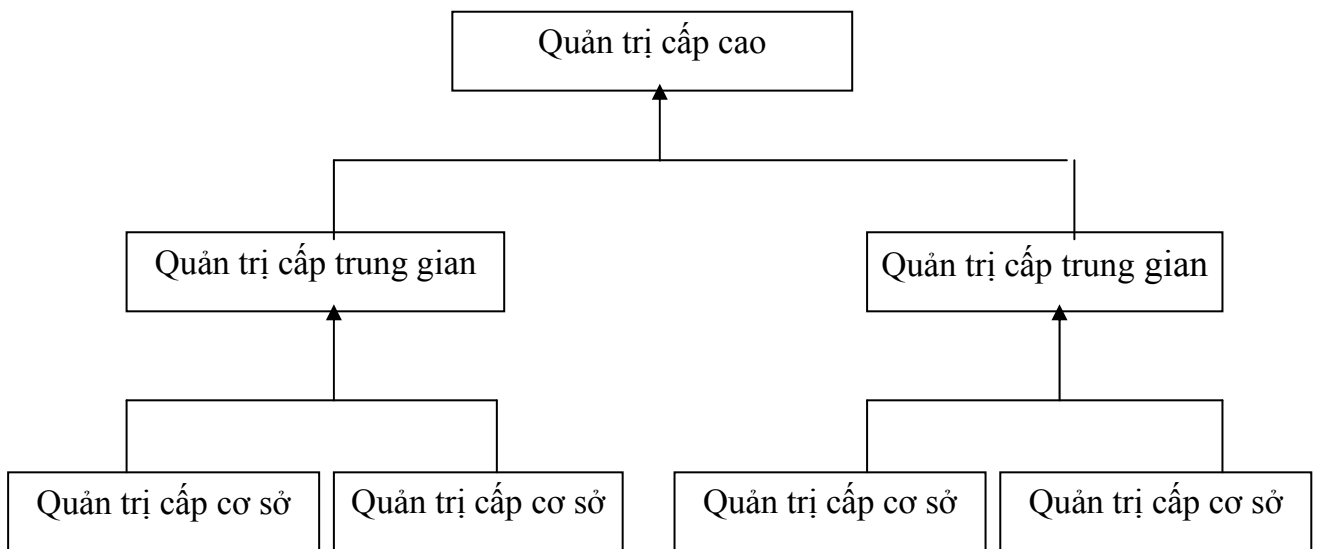 Quản trị cấp cao
Quản trị cấp trung gian
Quản trị cấp trung gian
Quản trị cấp cơ sở
Quản trị cấp cơ sở
Quản trị cấp cơ sở
Quản trị cấp cơ sở